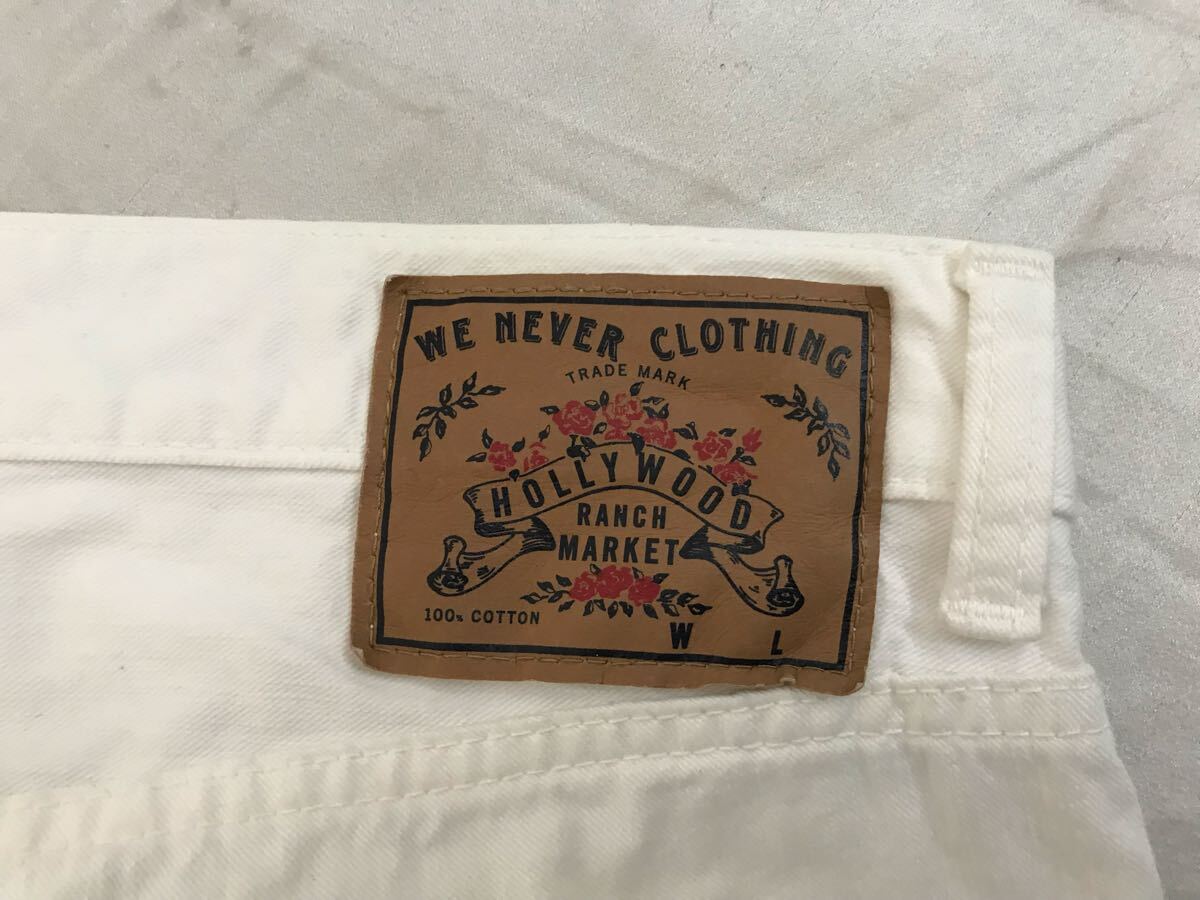 WE NEVER CLOTHING
TRADE MARK
HOLLYWOOD
RANCH
MARKET
100% COTTON
W L